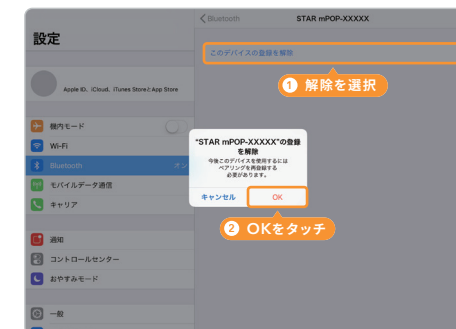 Bluetooth
STAR mPOP-XXXXX
設定
このデバイスの登録を解除
1 解除を選択
Apple ID、iCloud、iTunes StoreとApp Store
機内モード
Wi-Fi
"STAR mPOP-XXXXX"の登録
を解除
今後このデバイスを使用するには
ペアリングを再登録する
必要があります。
Bluetooth
オン
モバイルデータ通信
キャリア
キャンセル
OK
2 OKをタッチ
通知
コントロールセンター
おやすみモード
一般